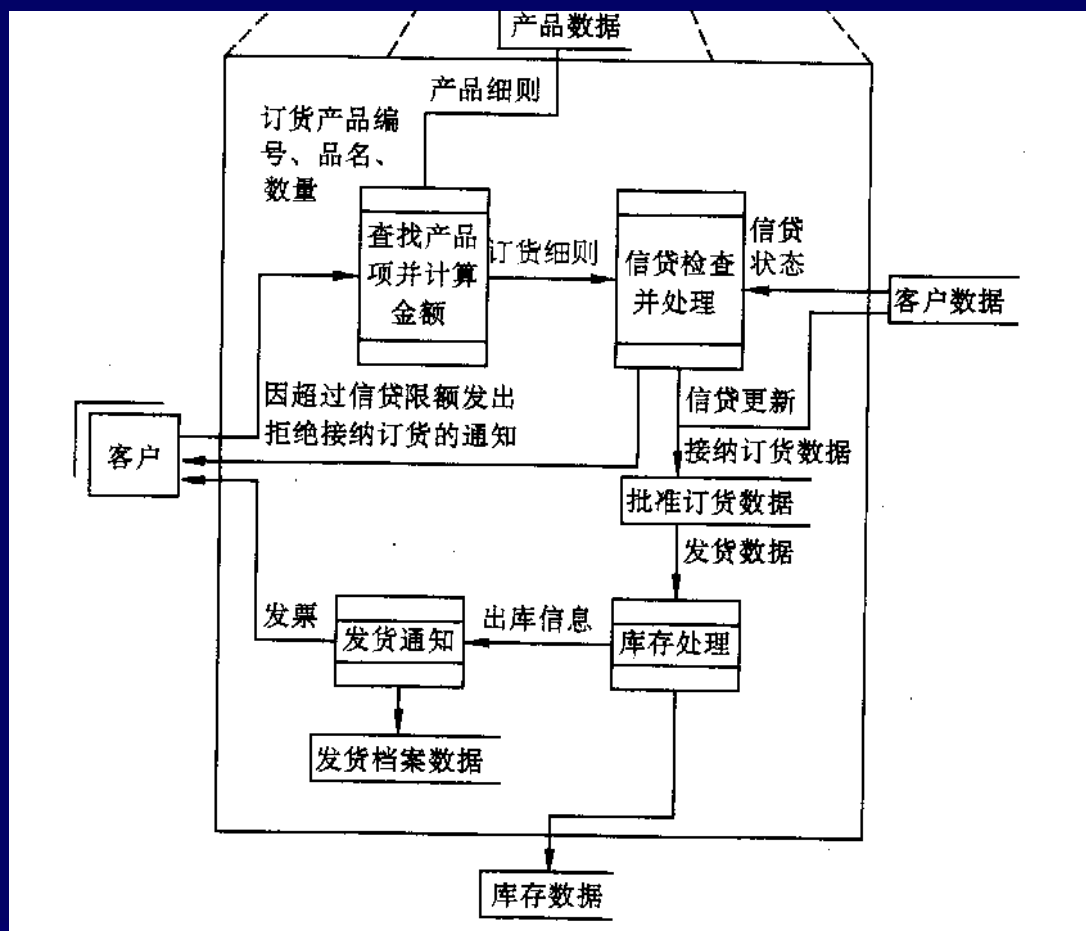 产品数据
产品细则
订货产品编
号、品名、
数量
查找产品
项并计算
金额
订货细则
信贷检查
并处理
信贷
状态
客户数据
因超过信贷限额发出
拒绝接纳订货的通知
信贷更新
客户
接纳订货数据
批准订货数据
发货数据
发票
发货通知
出库信息
库存处理
发货档案数据
库存数据